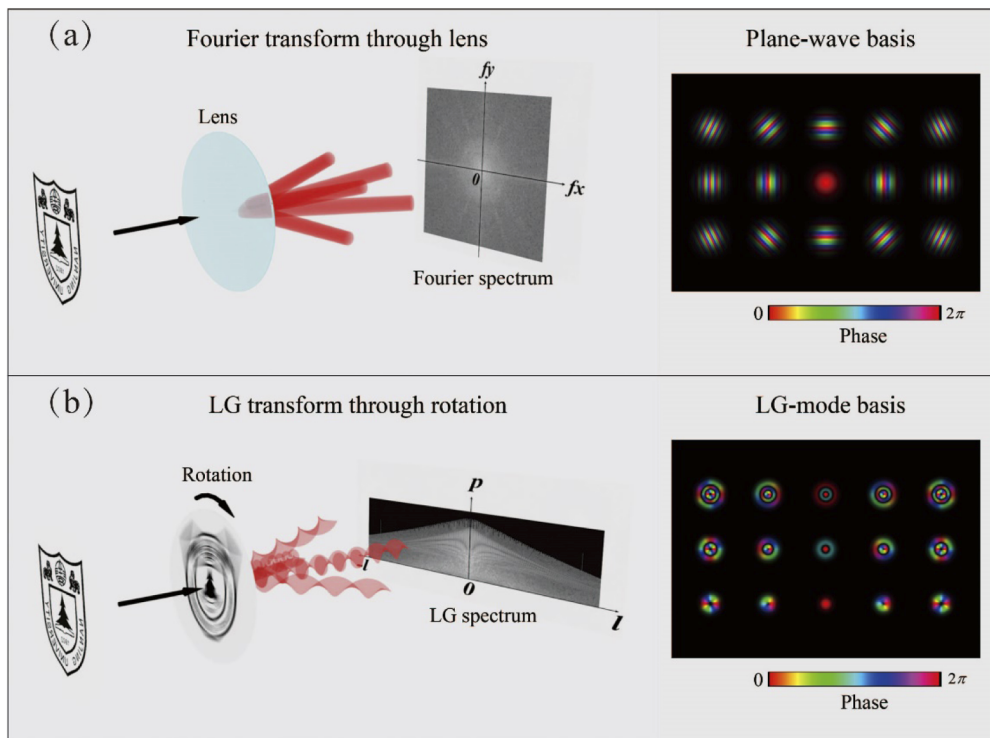 (a)
Fourier transform through lens
Plane-wave basis
Lens
fy
0
fx
Fourier spectrum
0
2π
Phase
(b)
LG transform through rotation
LG-mode basis
Rotation
p
-l
0
l
LG spectrum
0
2π
Phase